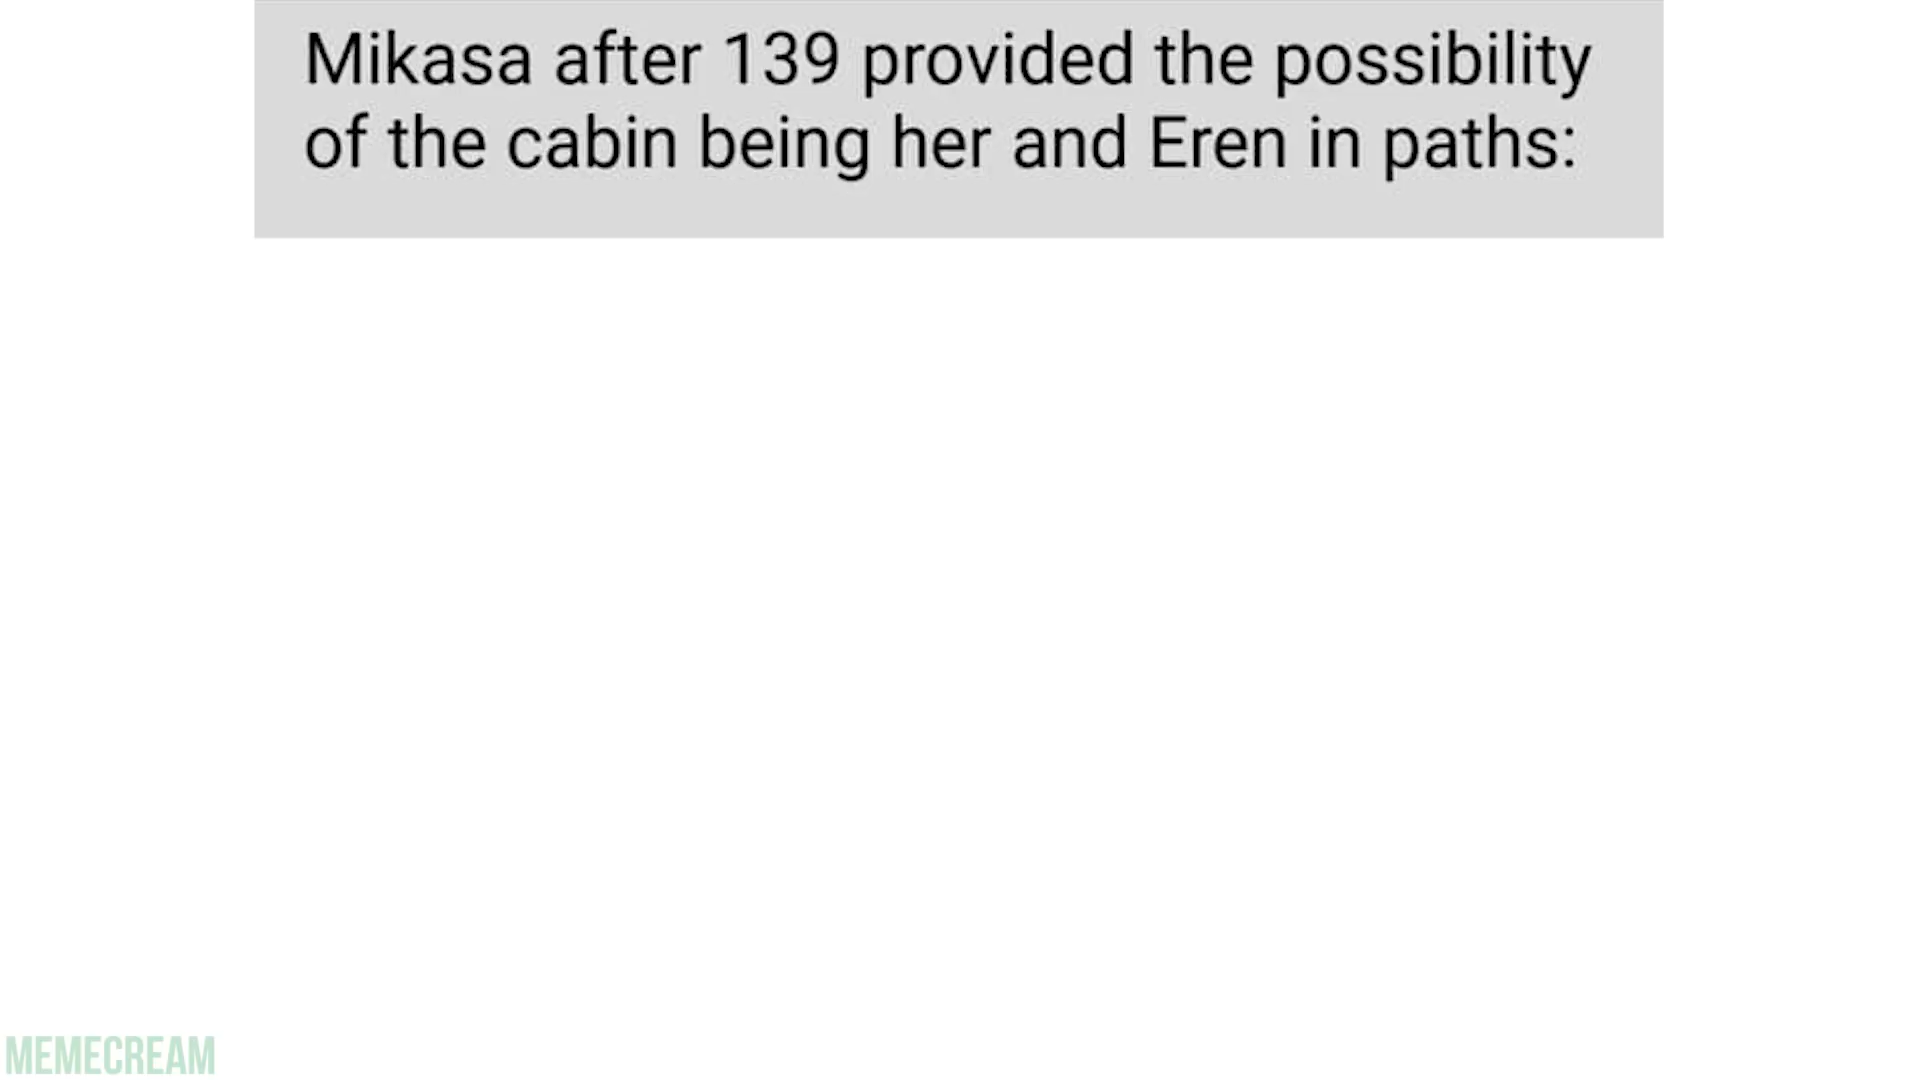 Mikasa after 139 provided the possibility
of the cabin being her and Eren in paths:
MEMECREAM